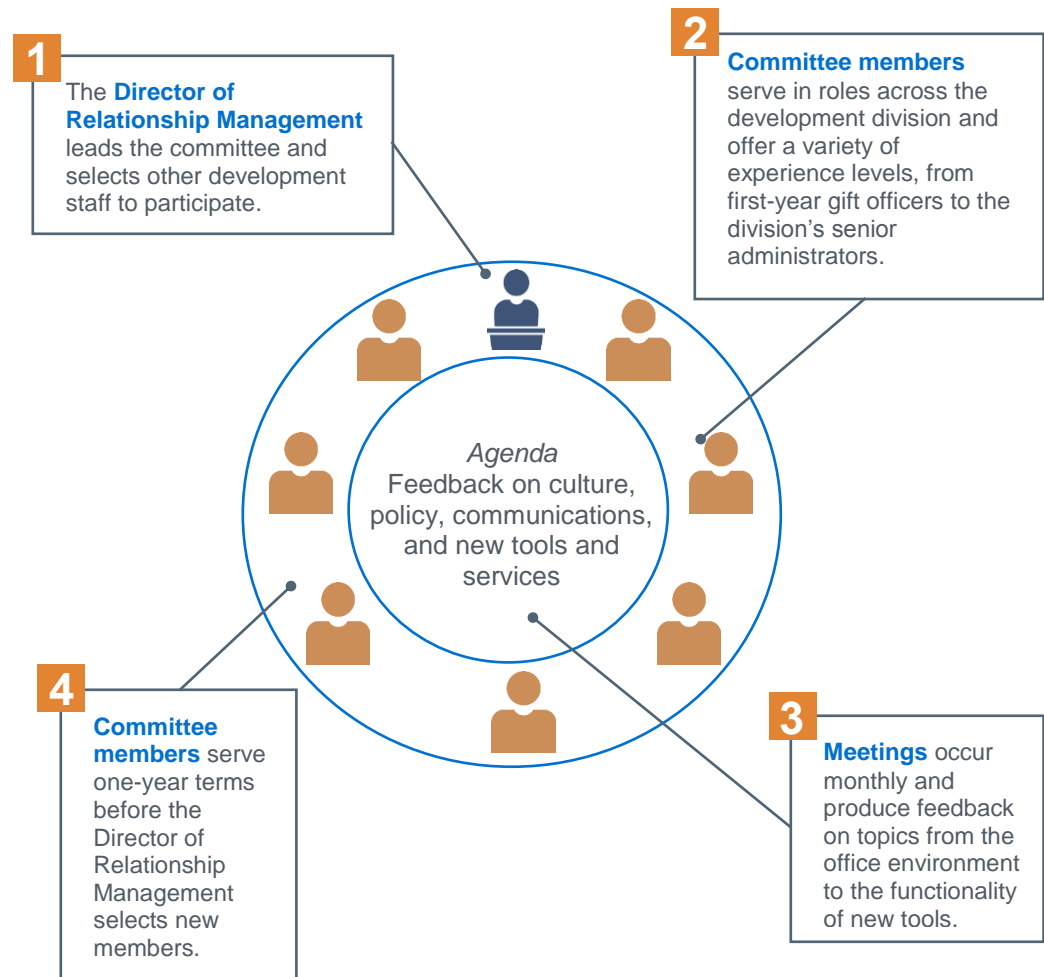 1
The Director of
Relationship Management
leads the committee and
selects other development
staff to participate.
2
Committee members
serve in roles across the
development division and
offer a variety of
experience levels, from
first-year gift officers to the
division’s senior
administrators.
Agenda
Feedback on culture,
policy, communications,
and new tools and
services
3
Meetings occur
monthly and
produce feedback
on topics from the
office environment
to the functionality
of new tools.
4
Committee
members serve
one-year terms
before the
Director of
Relationship
Management
selects new
members.